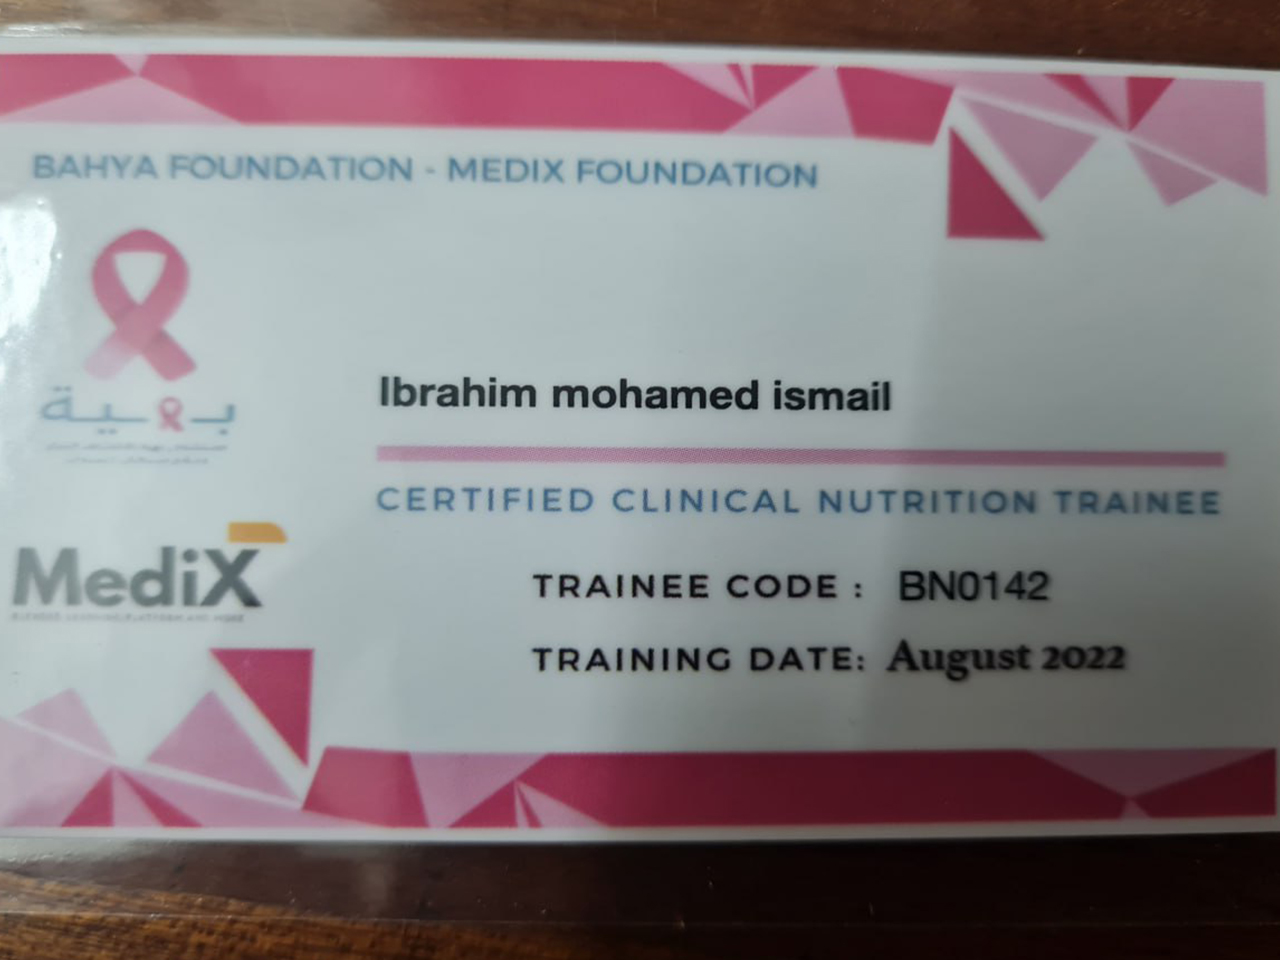 BAHYA FOUNDATION - MEDIX FOUNDATION
بهية
Ibrahim mohamed ismail
CERTIFIED CLINICAL NUTRITION TRAINEE
MediX
TRAINEE CODE : BN0142
TRAINING DATE: August 2022